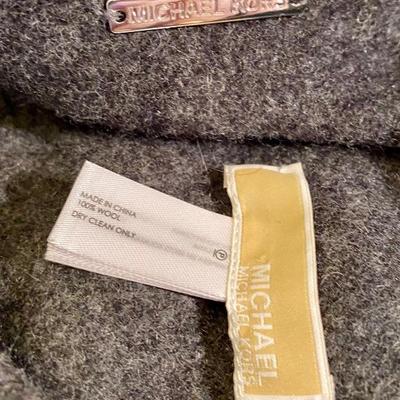 MICHAEL KORS
MADE IN CHINA
100% WOOL
DRY CLEAN ONLY
MICHAEL
MICHAEL KORS